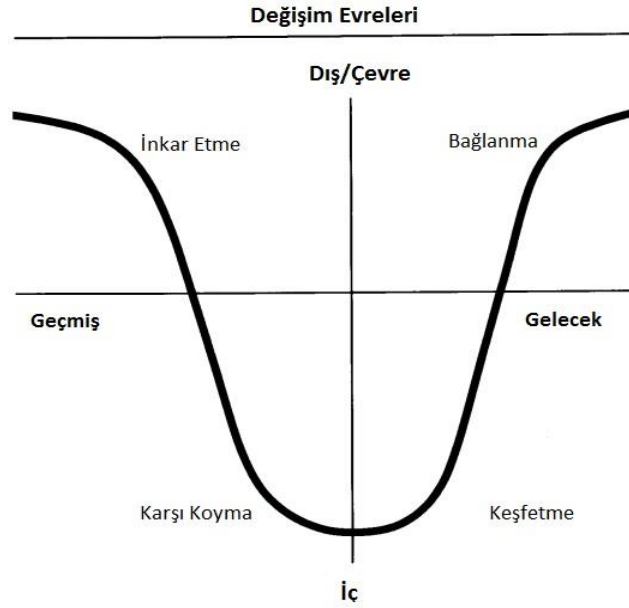 Değişim Evreleri
Dış/Çevre
İnkar Etme
Bağlanma
Geçmiş
Gelecek
Karşı Koyma
Keşfetme
İç